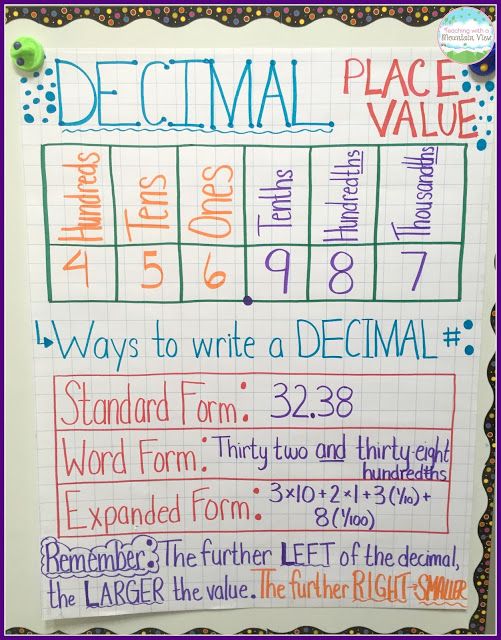 Teaching with a
Mountain View
DECIMAL
PLACE
VALUE
Hundreds Tens Ones Tenths Hundredths Thousandths
4 5 6 9 8 7
Ways to write a DECIMAL #:
Standard Form: 32.38
Word Form: Thirty two and thirty-eight
hundredths
Expanded Form: 3×10+2×1+3(1/10)+
8(1/100)
Remember: The further LEFT of the decimal,
the LARGER the value. The further RIGHT→SMALLER